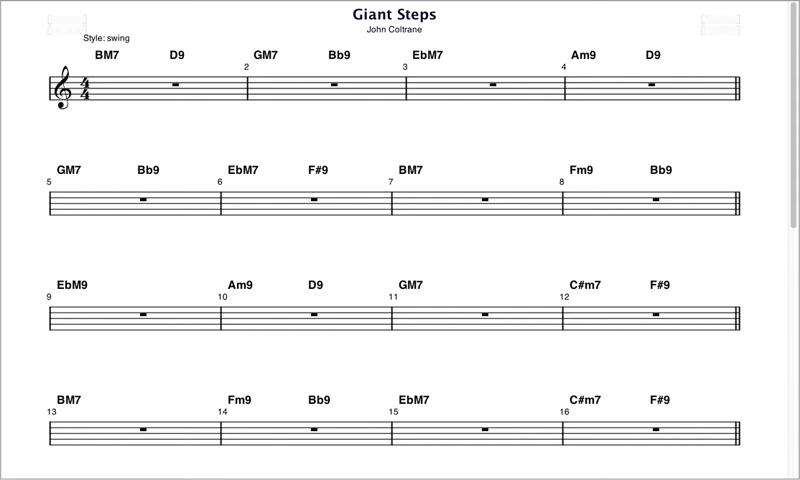 Giant Steps
John Coltrane
Style: swing
BM7 D9 GM7 Bb9 EbM7 Am9 D9
2 3 4
4
4
GM7 Bb9 EbM7 F#9 BM7 Fm9 Bb9
5 6 7 8
EbM9 Am9 D9 GM7 C#m7 F#9
9 10 11 12
BM7 Fm9 Bb9 EbM7 C#m7 F#9
13 14 15 16